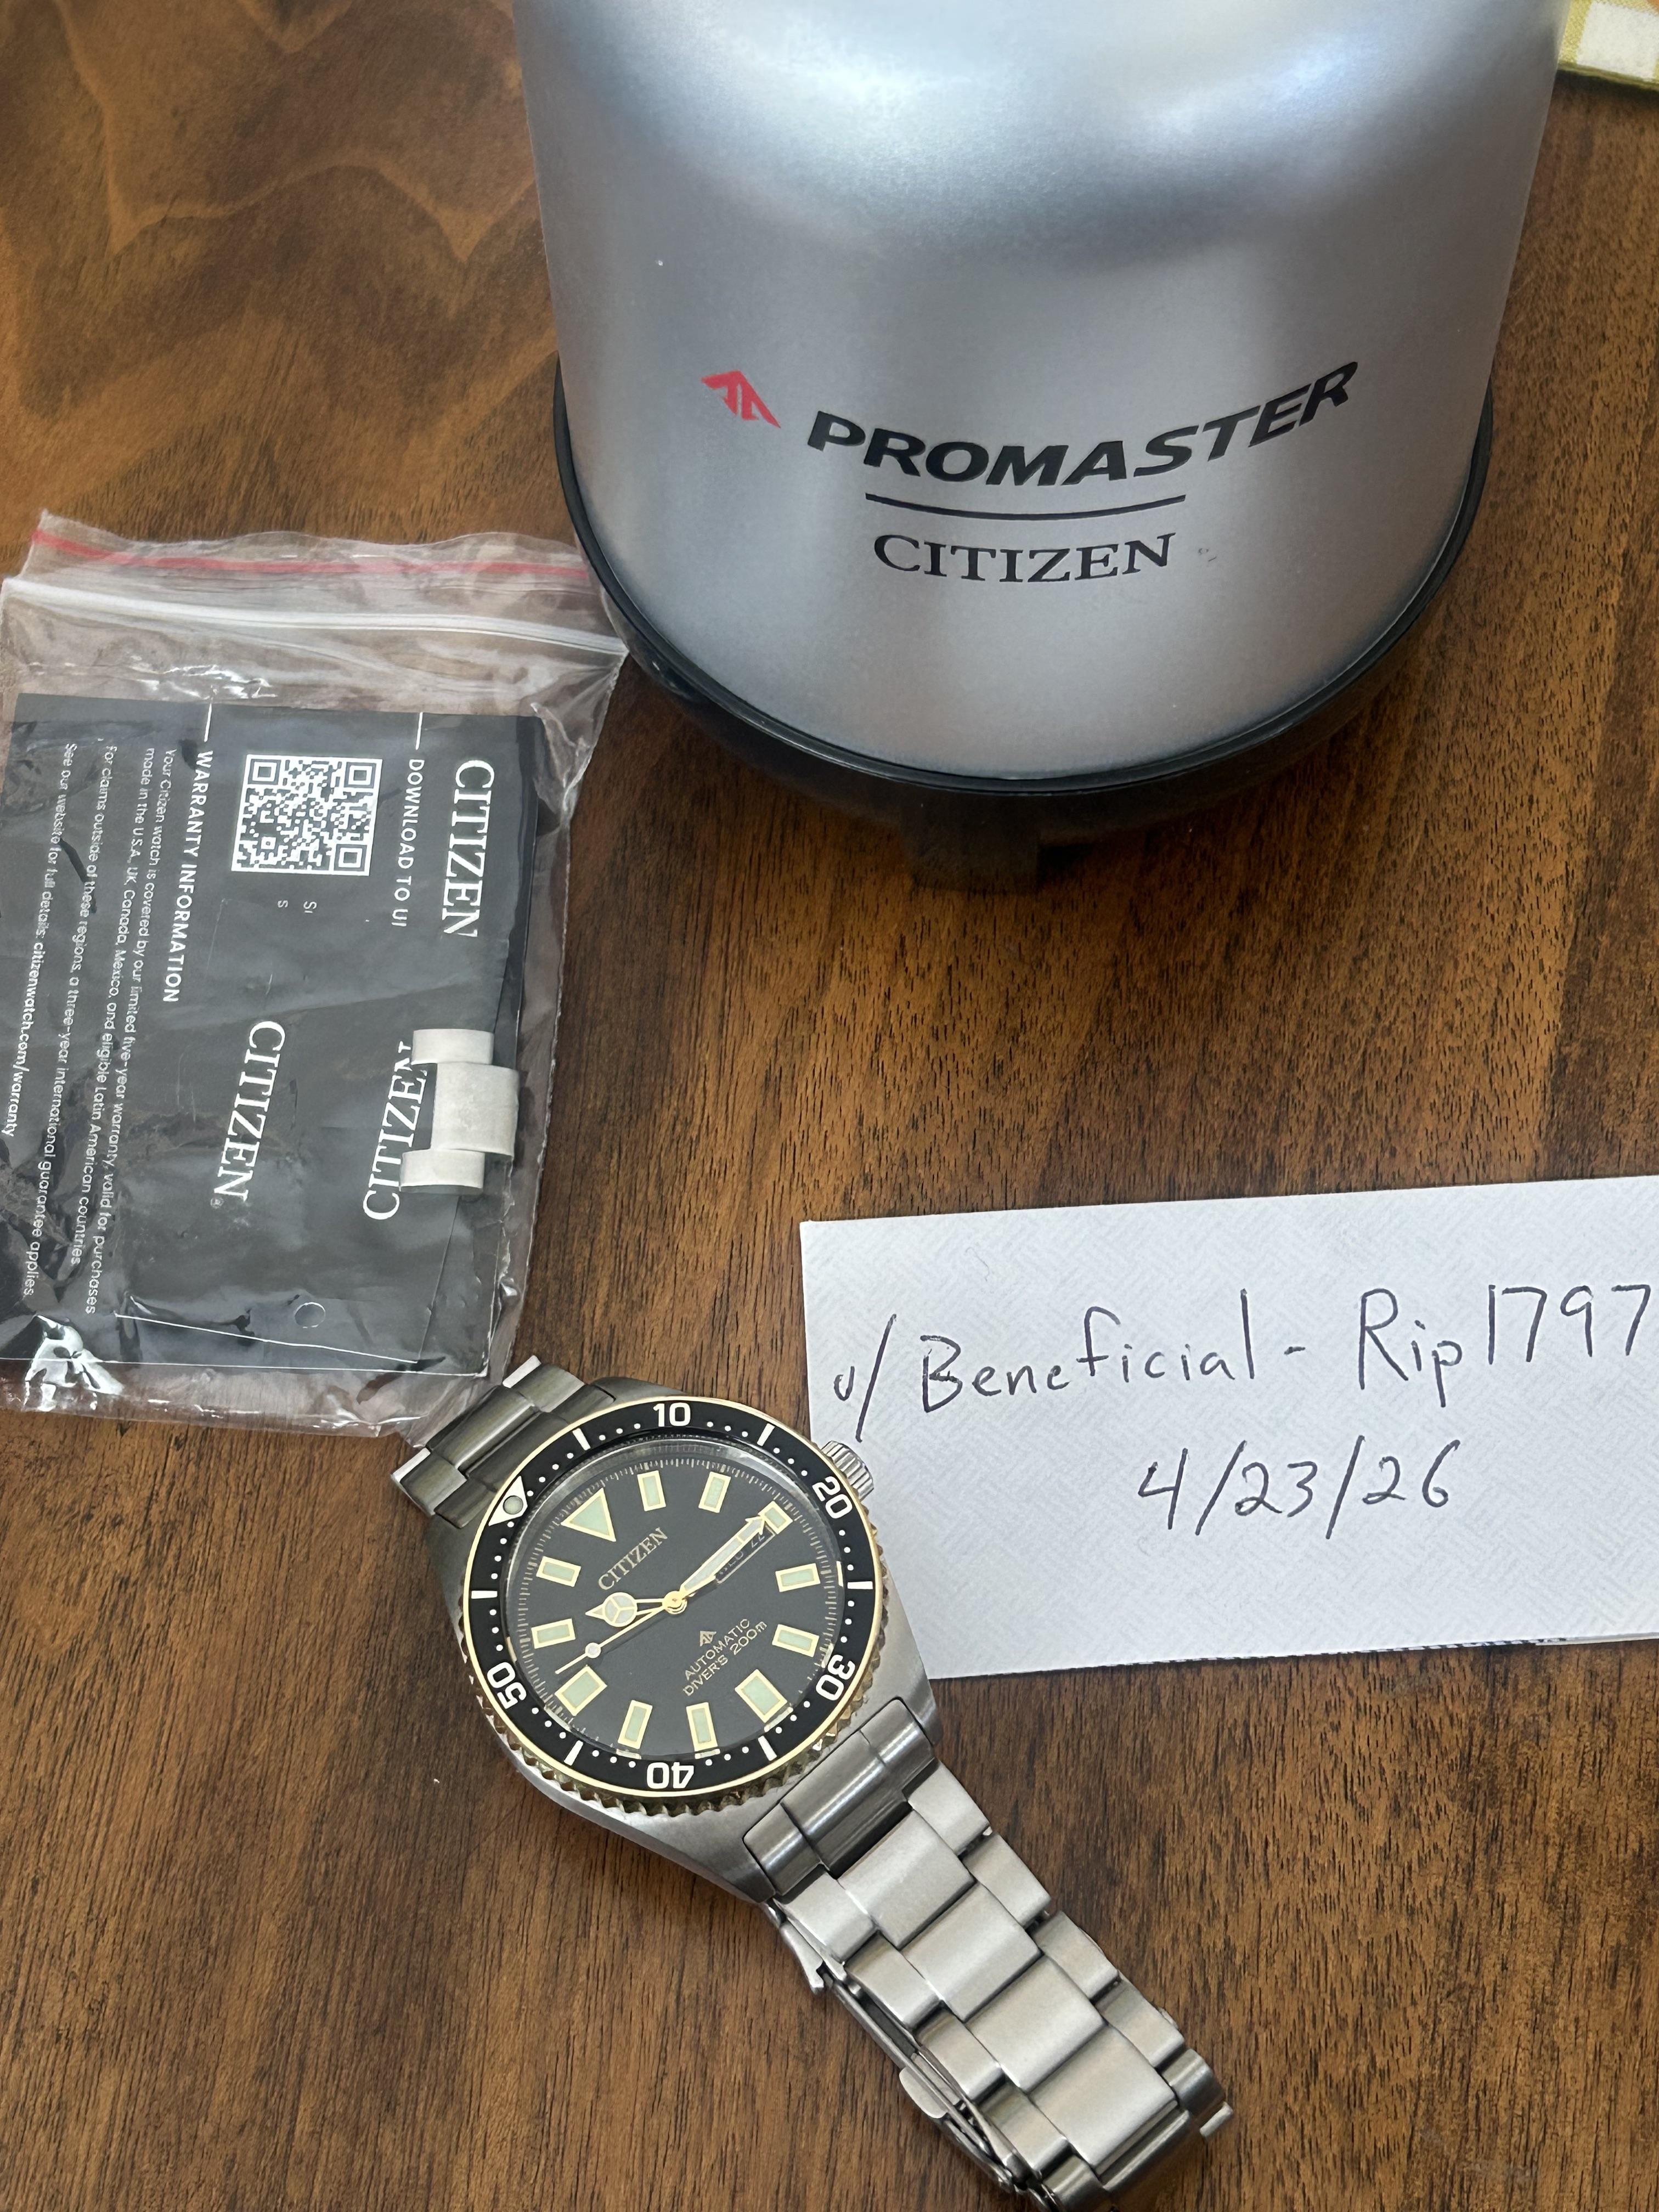 PROMASTER
CITIZEN
CITIZEN
DOWNLOAD TO
WARRANTY INFORMATION
Your Citizen watch is covered by our limited five-year warranty, valid for purchases
made in the U.S.A., UK, Canada, Mexico, and eligible Latin American countries.
For claims outside of these regions, a three-year international guarantee applies.
See our website for full details: citizenwatch.com/warranty
CITIZEN
CITIZEN®
u/Beneficial-Rip1797
4/23/26
10
20
30
40
50
CITIZEN
AUTOMATIC
DIVER'S 200m